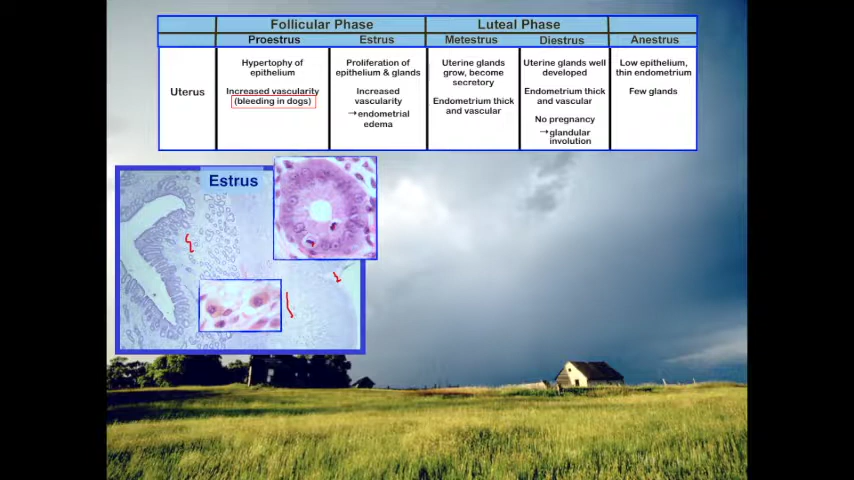 Follicular Phase
Luteal Phase
Proestrus
Estrus
Metestrus
Diestrus
Anestrus
Uterus
Hypertophy of
epithelium
Increased vascularity
(bleeding in dogs)
Proliferation of
epithelium & glands
Increased
vascularity
→endometrial
edema
Uterine glands
grow, become
secretory
Endometrium thick
and vascular
Uterine glands well
developed
Endometrium thick
and vascular
No pregnancy
→glandular
involution
Low epithelium,
thin endometrium
Few glands
Estrus